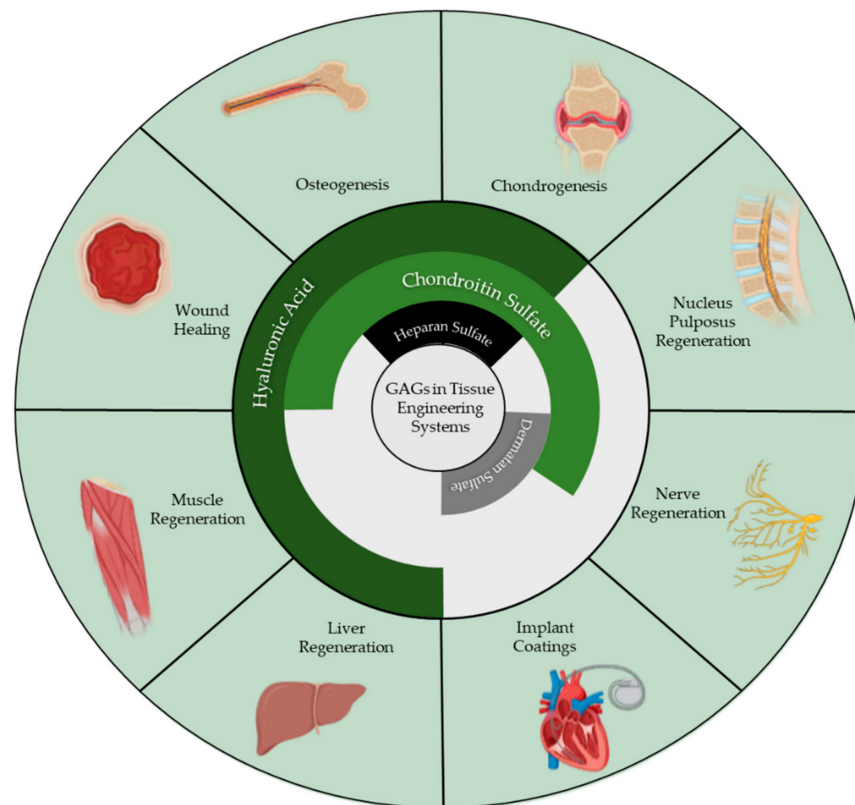 Osteogenesis
Chondrogenesis
Wound
Healing
Nucleus
Pulposus
Regeneration
Hyaluronic Acid
Chondroitin Sulfate
Heparan Sulfate
GAGs in Tissue
Engineering
Systems
Dermatan Sulfate
Muscle
Regeneration
Nerve
Regeneration
Liver
Regeneration
Implant
Coatings